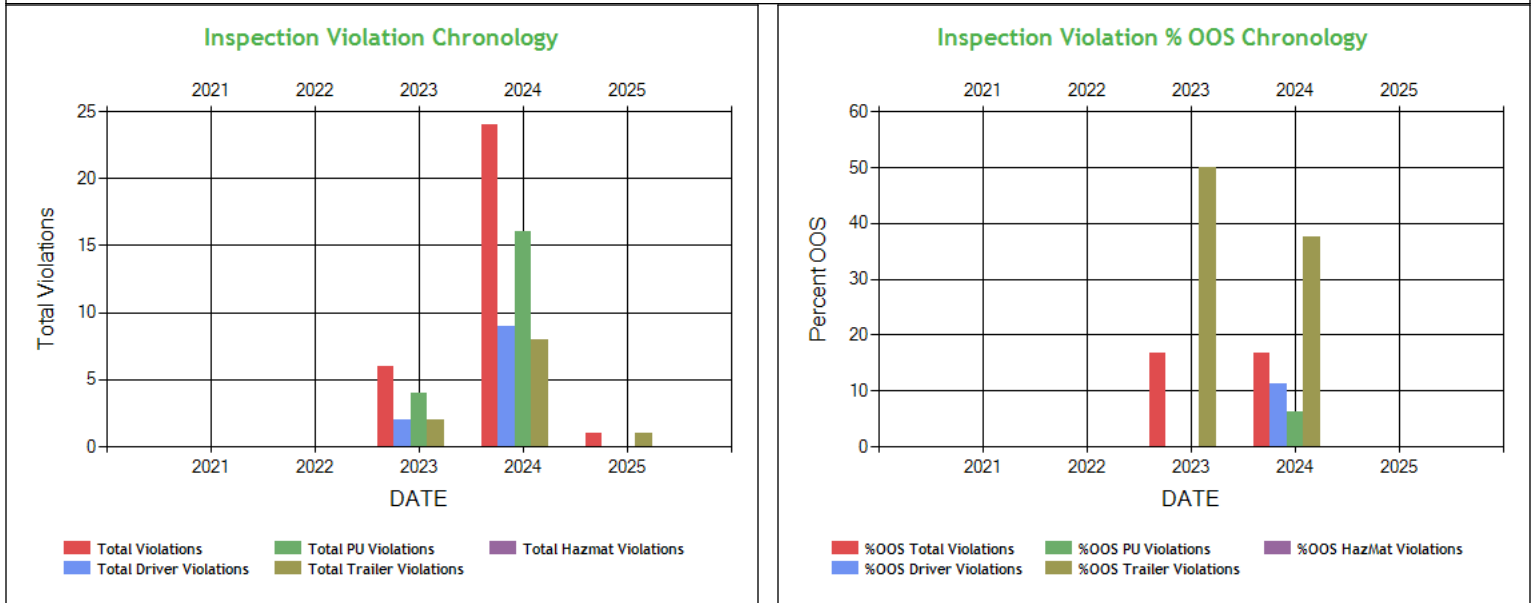 Inspection Violation Chronology
2021 2022 2023 2024 2025
25
20
15
10
5
0
Total Violations
2021 2022 2023 2024 2025
DATE
Total Violations Total PU Violations Total Hazmat Violations
Total Driver Violations Total Trailer Violations
Inspection Violation % OOS Chronology
2021 2022 2023 2024 2025
60
50
40
30
20
10
0
Percent OOS
2021 2022 2023 2024 2025
DATE
%OOS Total Violations %OOS PU Violations %OOS HazMat Violations
%OOS Driver Violations %OOS Trailer Violations